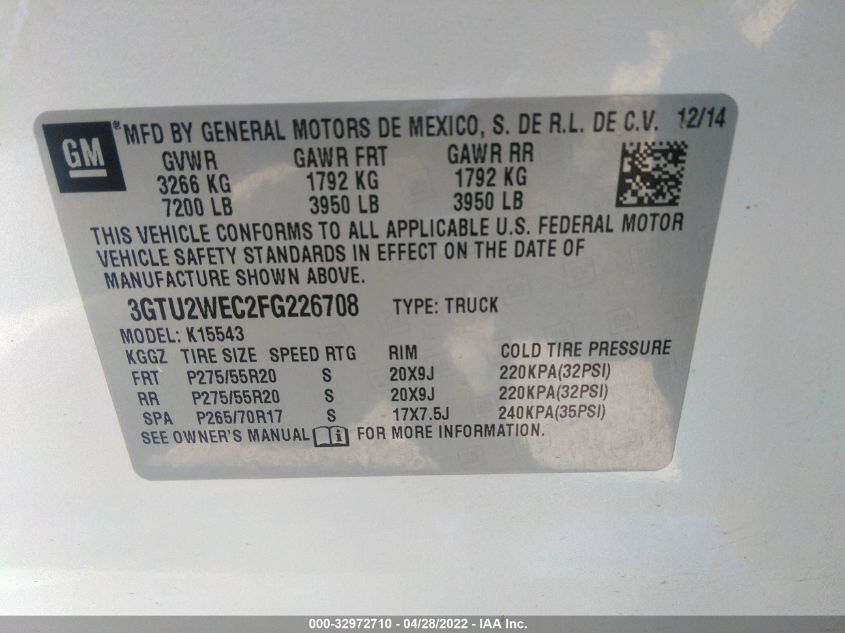 GM ® MFD BY GENERAL MOTORS DE MEXICO, S. DE R.L. DE C.V. 12/14
GVWR GAWR FRT GAWR RR
3266 KG 1792 KG 1792 KG
7200 LB 3950 LB 3950 LB
THIS VEHICLE CONFORMS TO ALL APPLICABLE U.S. FEDERAL MOTOR
VEHICLE SAFETY STANDARDS IN EFFECT ON THE DATE OF
MANUFACTURE SHOWN ABOVE.
3GTU2WEC2FG226708 TYPE: TRUCK
MODEL: K15543
KGGZ TIRE SIZE SPEED RTG RIM COLD TIRE PRESSURE
FRT P275/55R20 S 20X9J 220KPA(32PSI)
RR P275/55R20 S 20X9J 220KPA(32PSI)
SPA P265/70R17 S 17X7.5J 240KPA(35PSI)
SEE OWNER'S MANUAL i FOR MORE INFORMATION.
000-32972710 - 04/28/2022 - IAA Inc.